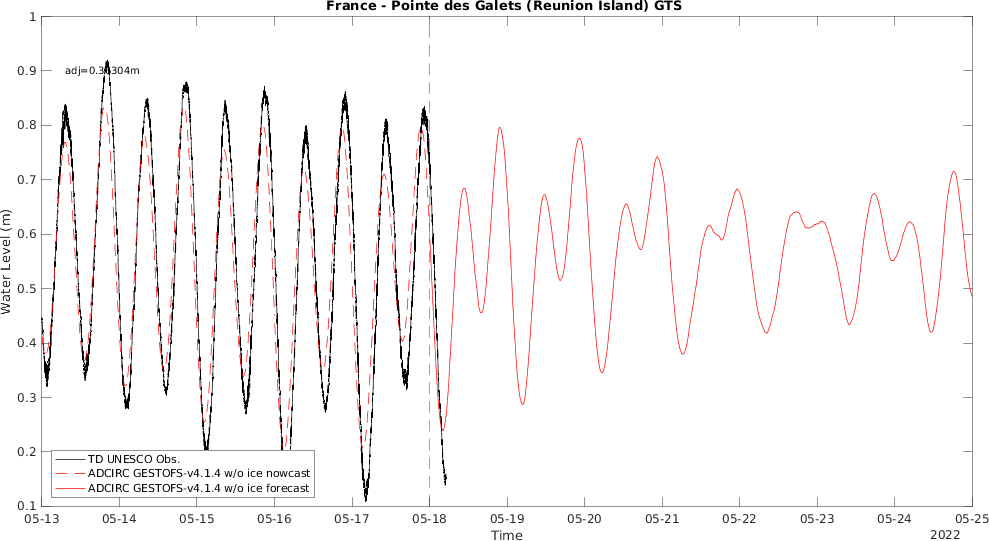 France - Pointe des Galets (Reunion Island) GTS
1
0.9
0.8
0.7
0.6
0.5
0.4
0.3
0.2
0.1
Water Level (m)
TD UNESCO Obs.
ADCIRC GESTOFS-v4.1.4 w/o ice nowcast
ADCIRC GESTOFS-v4.1.4 w/o ice forecast
05-13 05-14 05-15 05-16 05-17 05-18 05-19 05-20 05-21 05-22 05-23 05-24 05-25
Time
2022